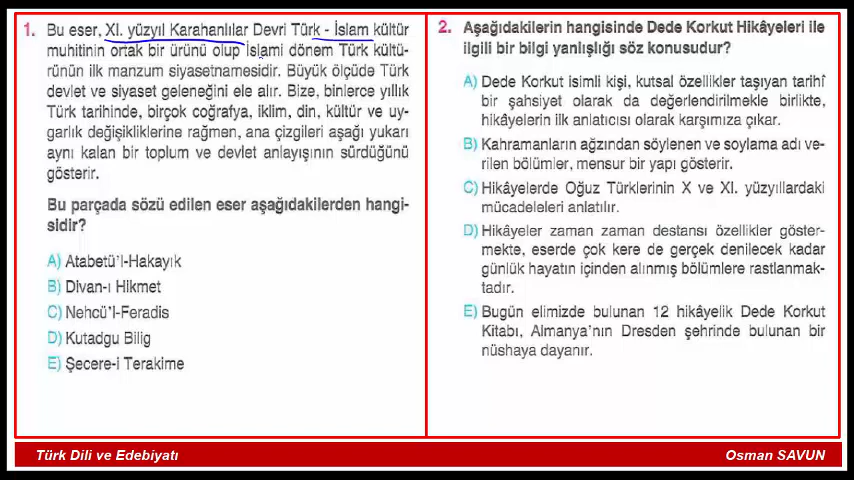 1. Bu eser, XI. yüzyıl Karahanlılar Devri Türk - İslam kültür
muhitinin ortak bir ürünü olup İslami dönem Türk kültü-
rünün ilk manzum siyasetnamesidir. Büyük ölçüde Türk
devlet ve siyaset geleneğini ele alır. Bize, binlerce yıllık
Türk tarihinde, birçok coğrafya, iklim, din, kültür ve uy-
garlık değişikliklerine rağmen, ana çizgileri aşağı yukarı
aynı kalan bir toplum ve devlet anlayışının sürdüğünü
gösterir.
Bu parçada sözü edilen eser aşağıdakilerden hangi-
sidir?
A) Atabetü'l-Hakayık
B) Divan-ı Hikmet
C) Nehcü'l-Feradis
D) Kutadgu Bilig
E) Şecere-i Terakime
2. Aşağıdakilerin hangisinde Dede Korkut Hikâyeleri ile
ilgili bir bilgi yanlışlığı söz konusudur?
A) Dede Korkut isimli kişi, kutsal özellikler taşıyan tarihî
bir şahsiyet olarak da değerlendirilmekle birlikte,
hikâyelerin ilk anlatıcısı olarak karşımıza çıkar.
B) Kahramanların ağzından söylenen ve soylama adı ve-
rilen bölümler, mensur bir yapı gösterir.
C) Hikâyelerde Oğuz Türklerinin X ve XI. yüzyıllardaki
mücadeleleri anlatılır.
D) Hikâyeler zaman zaman destansı özellikler göster-
mekte, eserde çok kere de gerçek denilecek kadar
günlük hayatın içinden alınmış bölümlere rastlanmak-
tadır.
E) Bugün elimizde bulunan 12 hikâyelik Dede Korkut
Kitabı, Almanya'nın Dresden şehrinde bulunan bir
nüshaya dayanır.
Türk Dili ve Edebiyatı
Osman SAVUN